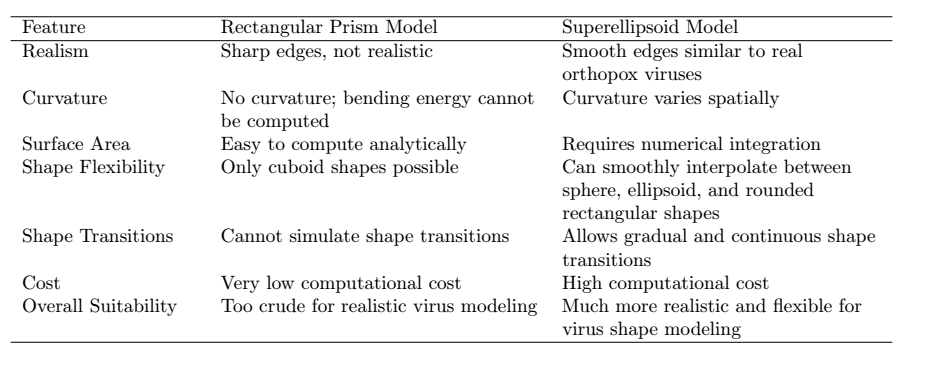 Feature Rectangular Prism Model Superellipsoid Model
Realism Sharp edges, not realistic Smooth edges similar to real
orthopox viruses
Curvature No curvature; bending energy cannot Curvature varies spatially
be computed
Surface Area Easy to compute analytically Requires numerical integration
Shape Flexibility Only cuboid shapes possible Can smoothly interpolate between
sphere, ellipsoid, and rounded
rectangular shapes
Shape Transitions Cannot simulate shape transitions Allows gradual and continuous shape
transitions
Cost Very low computational cost High computational cost
Overall Suitability Too crude for realistic virus modeling Much more realistic and flexible for
virus shape modeling